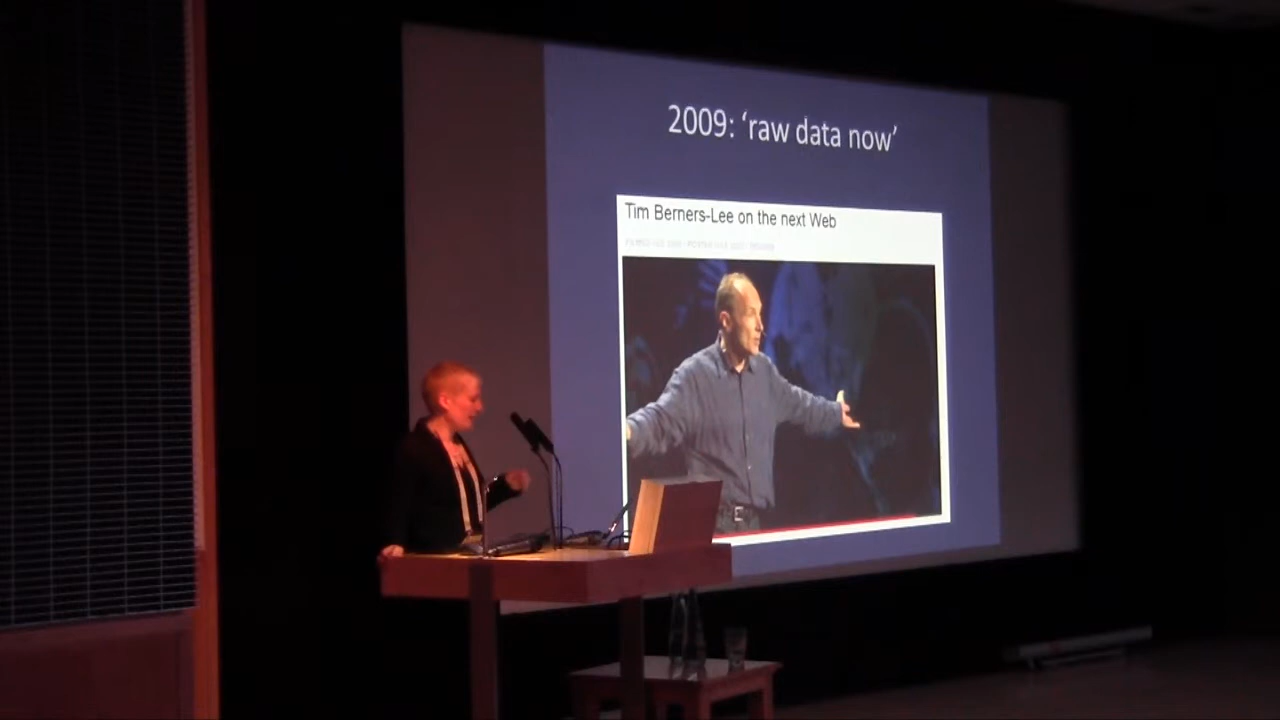 2009: ‘raw data now’
Tim Berners-Lee on the next Web